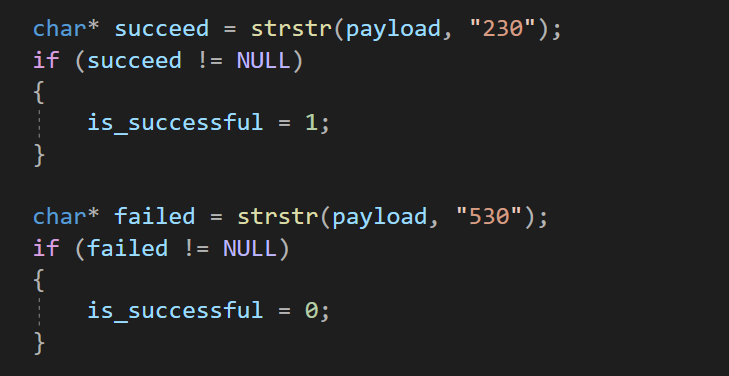 char* succeed = strstr(payload, "230");
if (succeed != NULL)
{
    is_successful = 1;
}

char* failed = strstr(payload, "530");
if (failed != NULL)
{
    is_successful = 0;
}